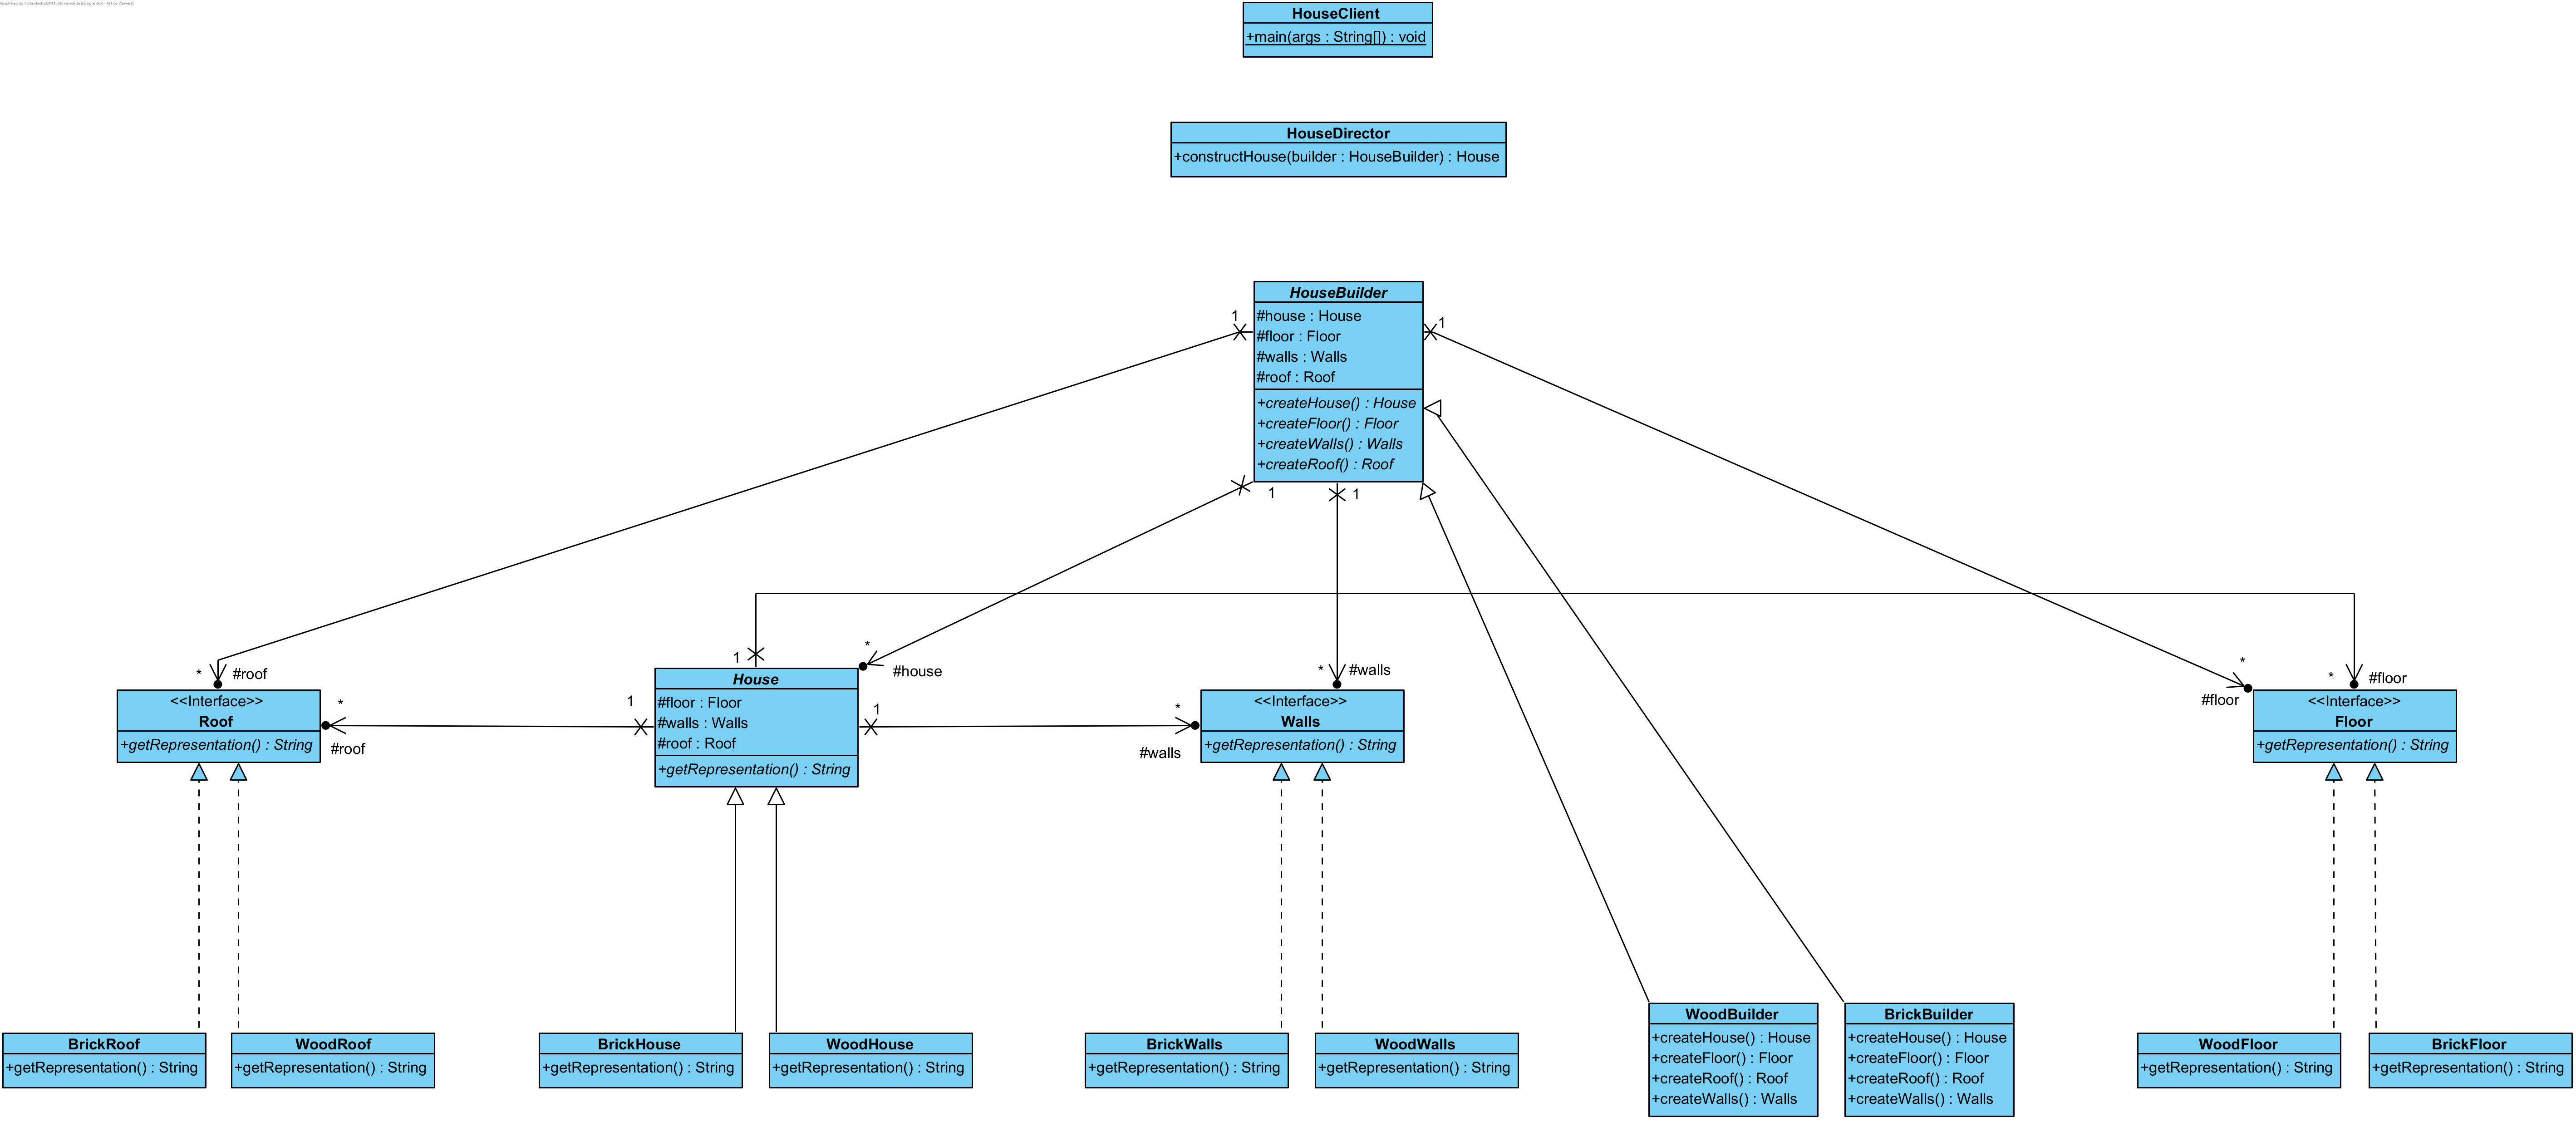 HouseClient
+main(args : String[]) : void
HouseDirector
+constructHouse(builder : HouseBuilder) : House
HouseBuilder
#house : House
#floor : Floor
#walls : Walls
#roof : Roof
+createHouse() : House
+createFloor() : Floor
+createWalls() : Walls
+createRoof() : Roof
1
1
1
1
*
#roof
*
#house
*
#walls
*
#floor
*
#floor
1
<<Interface>>
Roof
+getRepresentation() : String
*
#roof
1
House
#floor : Floor
#walls : Walls
#roof : Roof
+getRepresentation() : String
1
*
#walls
<<Interface>>
Walls
+getRepresentation() : String
<<Interface>>
Floor
+getRepresentation() : String
BrickRoof
+getRepresentation() : String
WoodRoof
+getRepresentation() : String
BrickHouse
+getRepresentation() : String
WoodHouse
+getRepresentation() : String
BrickWalls
+getRepresentation() : String
WoodWalls
+getRepresentation() : String
WoodBuilder
+createHouse() : House
+createFloor() : Floor
+createRoof() : Roof
+createWalls() : Walls
BrickBuilder
+createHouse() : House
+createFloor() : Floor
+createRoof() : Roof
+createWalls() : Walls
WoodFloor
+getRepresentation() : String
BrickFloor
+getRepresentation() : String